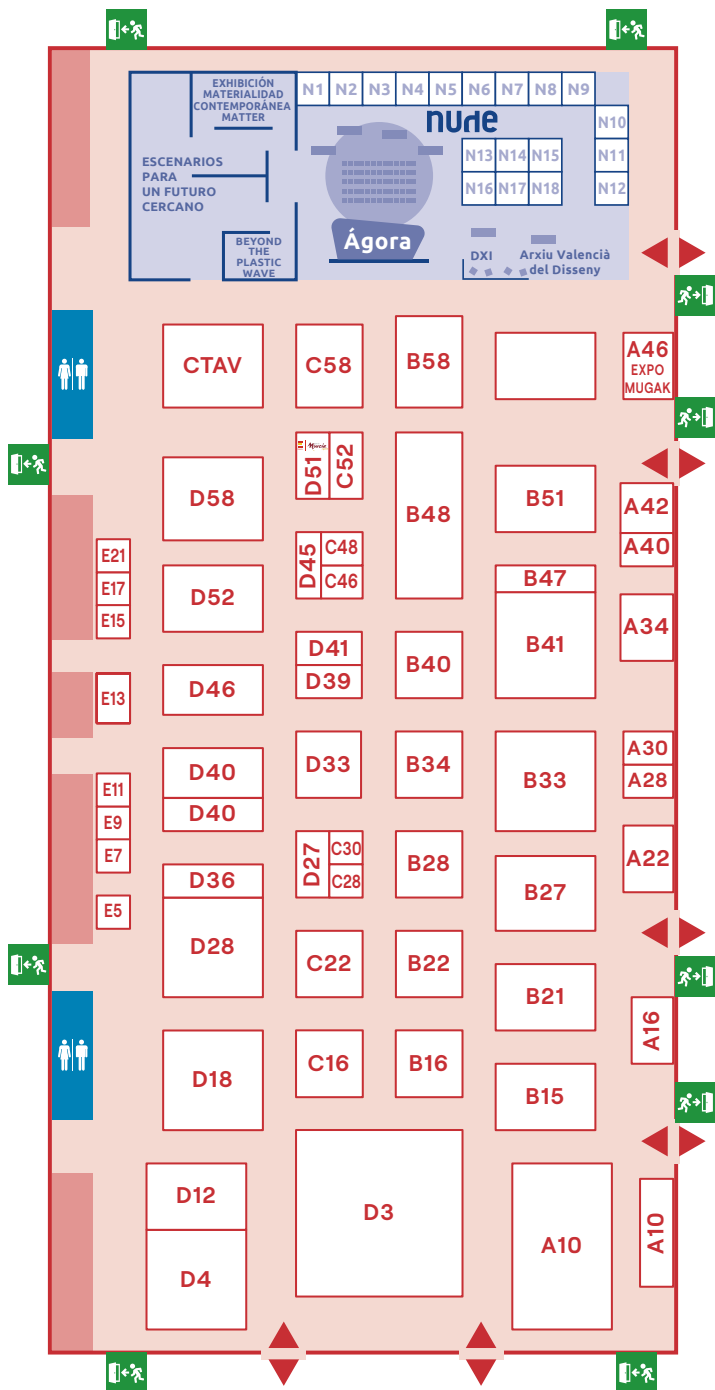 EXHIBICIÓN
MATERIALIDAD
CONTEMPORÁNEA
MATTER
N1 N2 N3 N4 N5 N6 N7 N8 N9
nude
N10
ESCENARIOS
PARA
UN FUTURO
CERCANO
N13 N14 N15 N11
N16 N17 N18 N12
Ágora
BEYOND
THE
PLASTIC
WAVE
DXI
Arxiu Valencià
del Disseny
CTAV C58 B58
A46
EXPO
MUGAK
Murcia
D51 C52
D58 B48 B51 A42
A40
E21 D45 C48
C46
E17 D52 B47
E15 A34
D41 B40 B41
D39
E13 D46
D33 B34 B33 A30
A28
D40
D40
E11
E9
E7
D27 C30
C28
B28 A22
D36 B27
E5
D28 C22 B22
B21 A16
D18 C16 B16
B15
D12 D3 A10 A10
D4